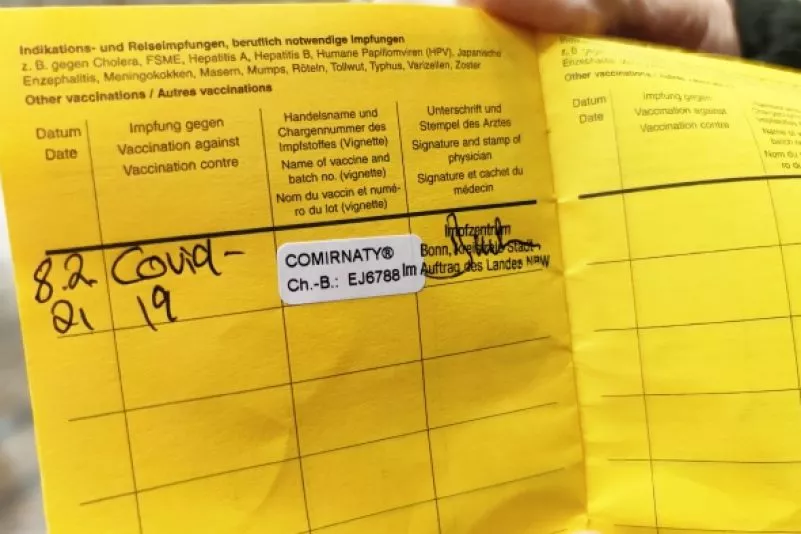 Indikations- und Reiseimpfungen, beruflich notwendige Impfungen
z. B. gegen Cholera, FSME, Hepatitis A, Hepatitis B, Humane Papillomviren (HPV), Japanische
Enzephalitis, Meningokokken, Masern, Mumps, Röteln, Tollwut, Typhus, Varizellen, Zoster
Other vaccinations / Autres vaccinations
Datum
Date
Impfung gegen
Vaccination against
Vaccination contre
Handelsname und
Chargennummer des
Impfstoffes (Vignette)
Name of vaccine and
batch no. (vignette)
Nom du vaccin et numé-
ro du lot (vignette)
Unterschrift und
Stempel des Arztes
Signature and stamp of
physician
Signature et cachet du
médecin
8.2
21
Covid-
19
COMIRNATY®
Ch.-B.: EJ6788
Impfzentrum
Bonn, Kreisfreie Stadt
Im Auftrag des Landes NRW
z. B. gegen
Other vaccinations / Autres
Datum
Date
Impfung gegen
Vaccination against
Vaccination contre